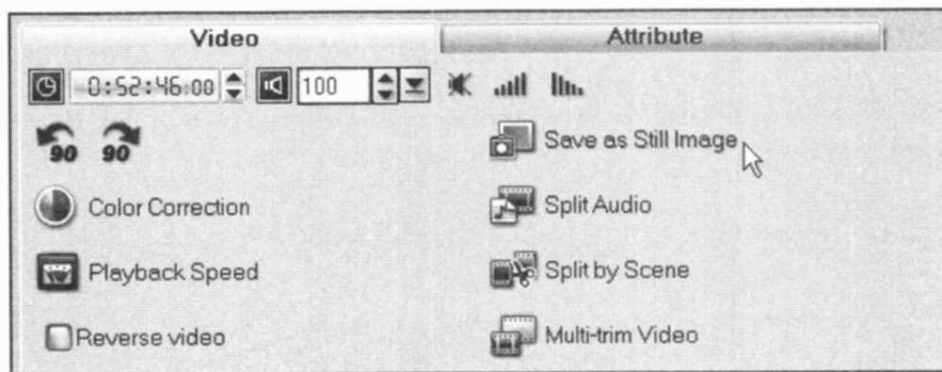 Video
Attribute
0:52:46:00
100
90 90
Save as Still Image
Color Correction
Split Audio
Playback Speed
Split by Scene
Reverse video
Multi-trim Video